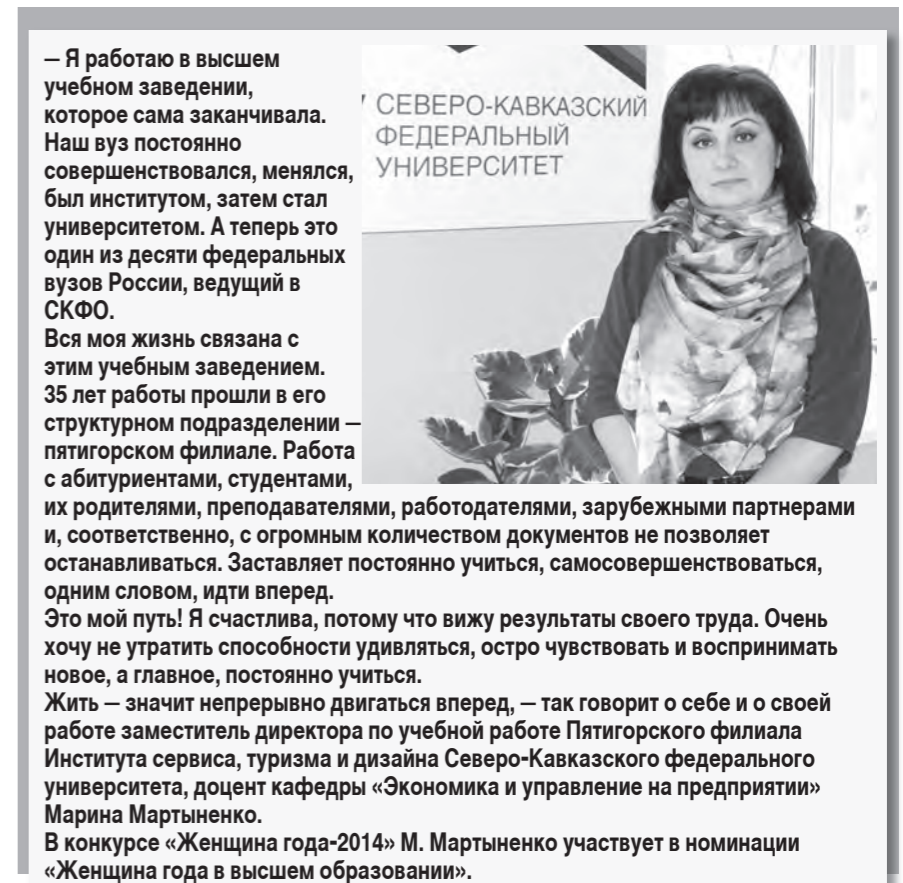 — Я работаю в высшем
учебном заведении,
которое сама заканчивала.
Наш вуз постоянно
совершенствовался, менялся,
был институтом, затем стал
университетом. А теперь это
один из десяти федеральных
вузов России, ведущий в
СКФО.
Вся моя жизнь связана с
этим учебным заведением.
35 лет работы прошли в его
структурном подразделении —
пятигорском филиале. Работа
с абитуриентами, студентами,
их родителями, преподавателями, работодателями, зарубежными партнерами
и, соответственно, с огромным количеством документов не позволяет
останавливаться. Заставляет постоянно учиться, самосовершенствоваться,
одним словом, идти вперед.
Это мой путь! Я счастлива, потому что вижу результаты своего труда. Очень
хочу не утратить способности удивляться, остро чувствовать и воспринимать
новое, а главное, постоянно учиться.
Жить — значит непрерывно двигаться вперед, — так говорит о себе и о своей
работе заместитель директора по учебной работе Пятигорского филиала
Института сервиса, туризма и дизайна Северо-Кавказского федерального
университета, доцент кафедры «Экономика и управление на предприятии»
Марина Мартыненко.
В конкурсе «Женщина года-2014» М. Мартыненко участвует в номинации
«Женщина года в высшем образовании».
СЕВЕРО-КАВКАЗСКИЙ
ФЕДЕРАЛЬНЫЙ
УНИВЕРСИТЕТ